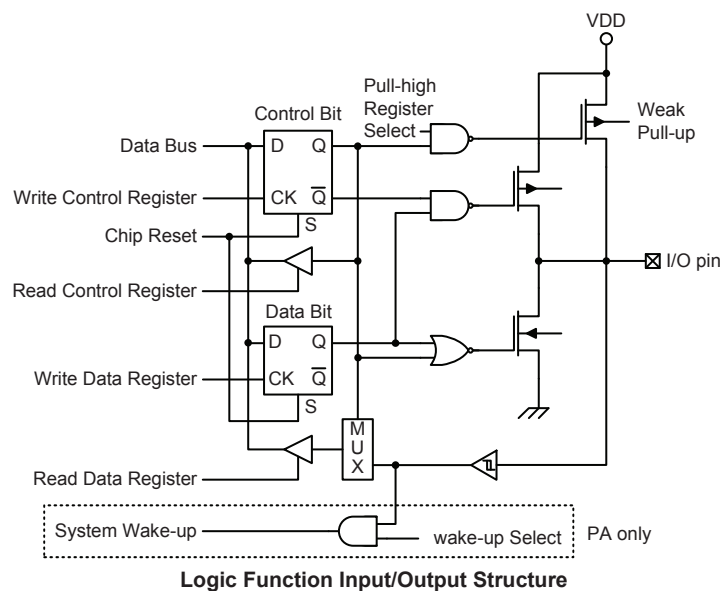 VDD
Pull-high
Register
Select
Control Bit
Weak
Pull-up
Data Bus
D
Q
Write Control Register
CK
Q
S
Chip Reset
I/O pin
Read Control Register
Data Bit
D
Q
Write Data Register
CK
Q
S
M
U
X
Read Data Register
System Wake-up
wake-up Select
PA only
Logic Function Input/Output Structure